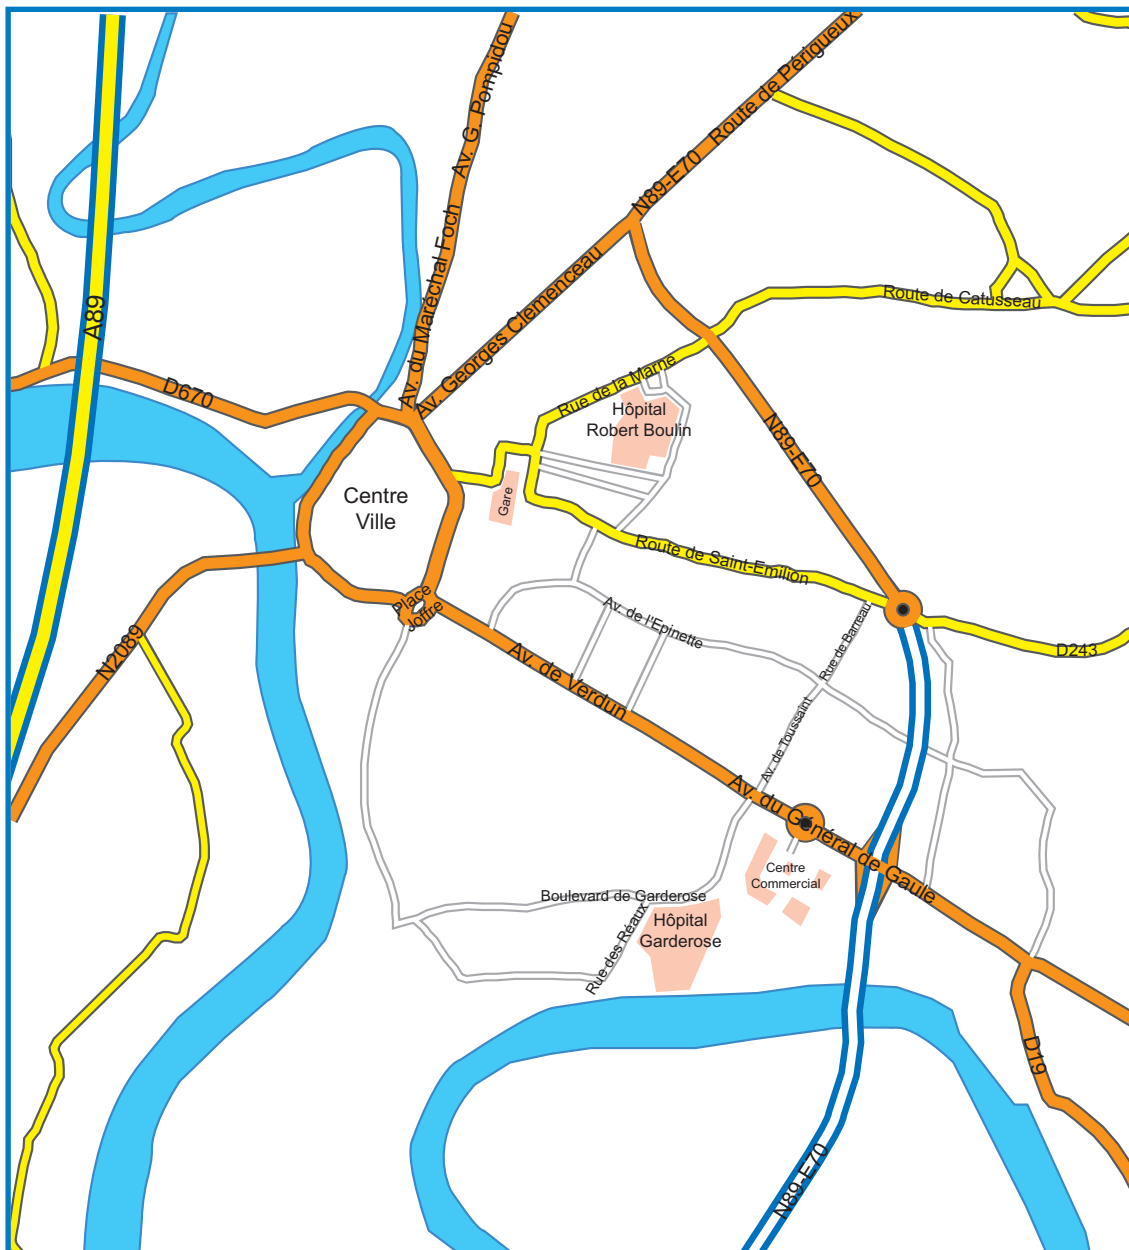 Av. G. Pompidou
Route de Périgueux
N89-E70
Av. du Maréchal Foch
Av. Georges Clemenceau
A89
Route de Catusseau
D670
Rue de la Marne
Hôpital
Robert Boulin
N89-E70
Centre
Ville
Gare
Route de Saint-Emilion
Place
Joffre
Av. de l'Epinette
Rue de Barreau
D243
N2089
Av. de Verdun
Av. de Toussaint
Av. du Général de Gaule
Centre
Commercial
Boulevard de Garderose
Hôpital
Garderose
Rue des Réaux
D19
N89-E70